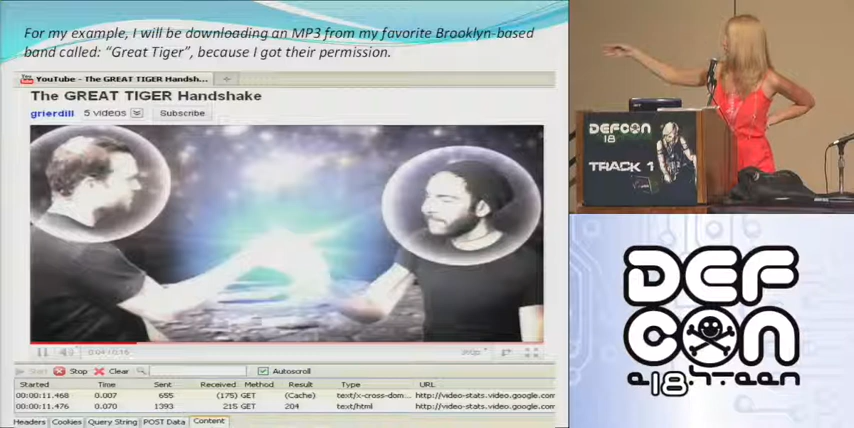 For my example, I will be downloading an MP3 from my favorite Brooklyn-based
band called: "Great Tiger", because I got their permission.
YouTube - The GREAT TIGER Handsh...
The GREAT TIGER Handshake
grierdill 5 videos Subscribe
Stop Clear Autoscroll
Started Time Sent Received Method Result Type URL
00:00:11.468 0.007 655 (175) GET (Cache) text/x-cross-dom... http://video-stats.video.google.com
00:00:11.476 0.070 1393 215 GET 204 text/html http://video-stats.video.google.com
Headers Cookies Query String POST Data Content
DEFCON
18
TRACK 1
DEF
CON
e18hteen